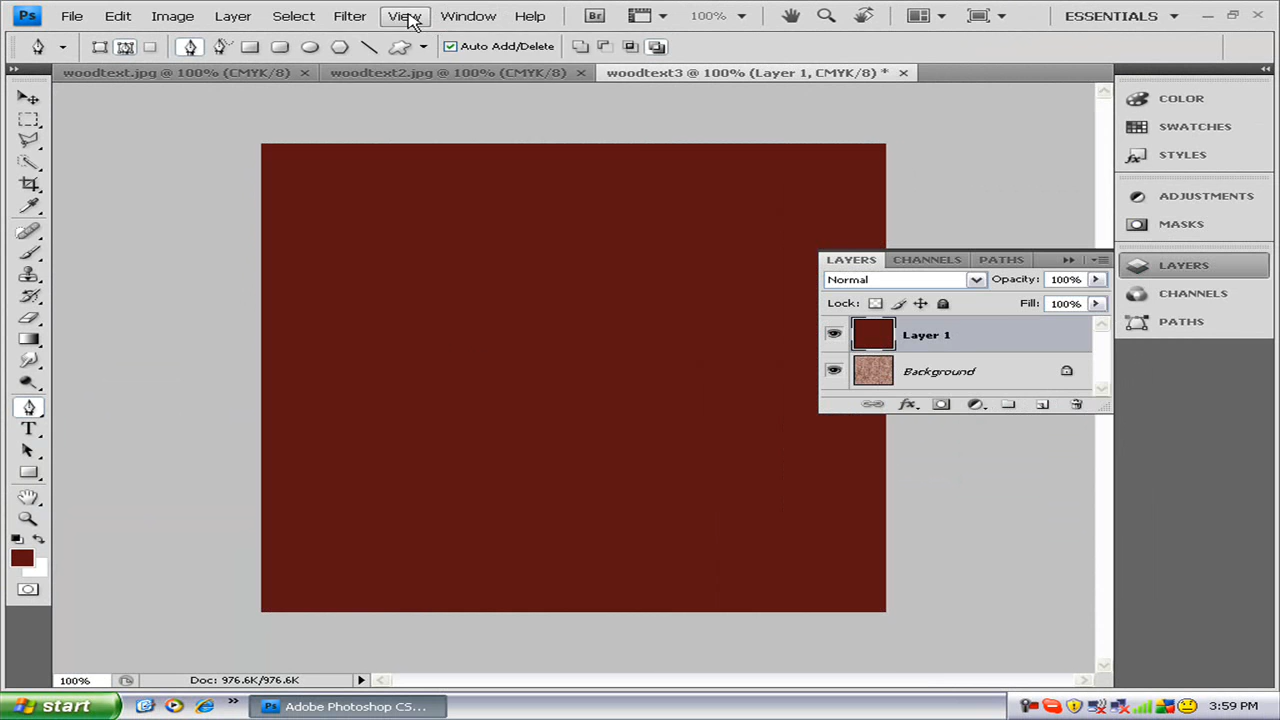 Ps File Edit Image Layer Select Filter View Window Help Br 100% ESSENTIALS
Auto Add/Delete
woodtext.jpg @ 100% (CMYK/8) woodtext2.jpg @ 100% (CMYK/8) woodtext3 @ 100% (Layer 1, CMYK/8) *
COLOR
SWATCHES
STYLES
ADJUSTMENTS
MASKS
LAYERS
CHANNELS
PATHS
LAYERS CHANNELS PATHS
Normal Opacity: 100%
Lock: Fill: 100%
Layer 1
Background
fx
T
100% Doc: 976.6K/976.6K
start Ps Adobe Photoshop CS... 3:59 PM